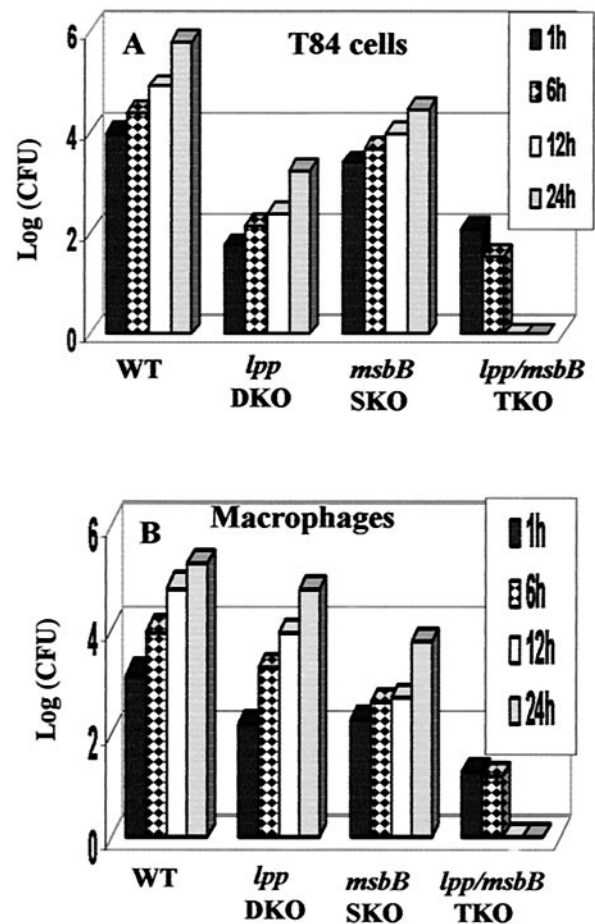 A
T84 cells
1h
6h
12h
24h
Log (CFU)
6
4
2
0
WT
lpp
DKO
msbB
SKO
lpp/msbB
TKO
B
Macrophages
1h
6h
12h
24h
Log (CFU)
6
4
2
0
WT
lpp
DKO
msbB
SKO
lpp/msbB
TKO